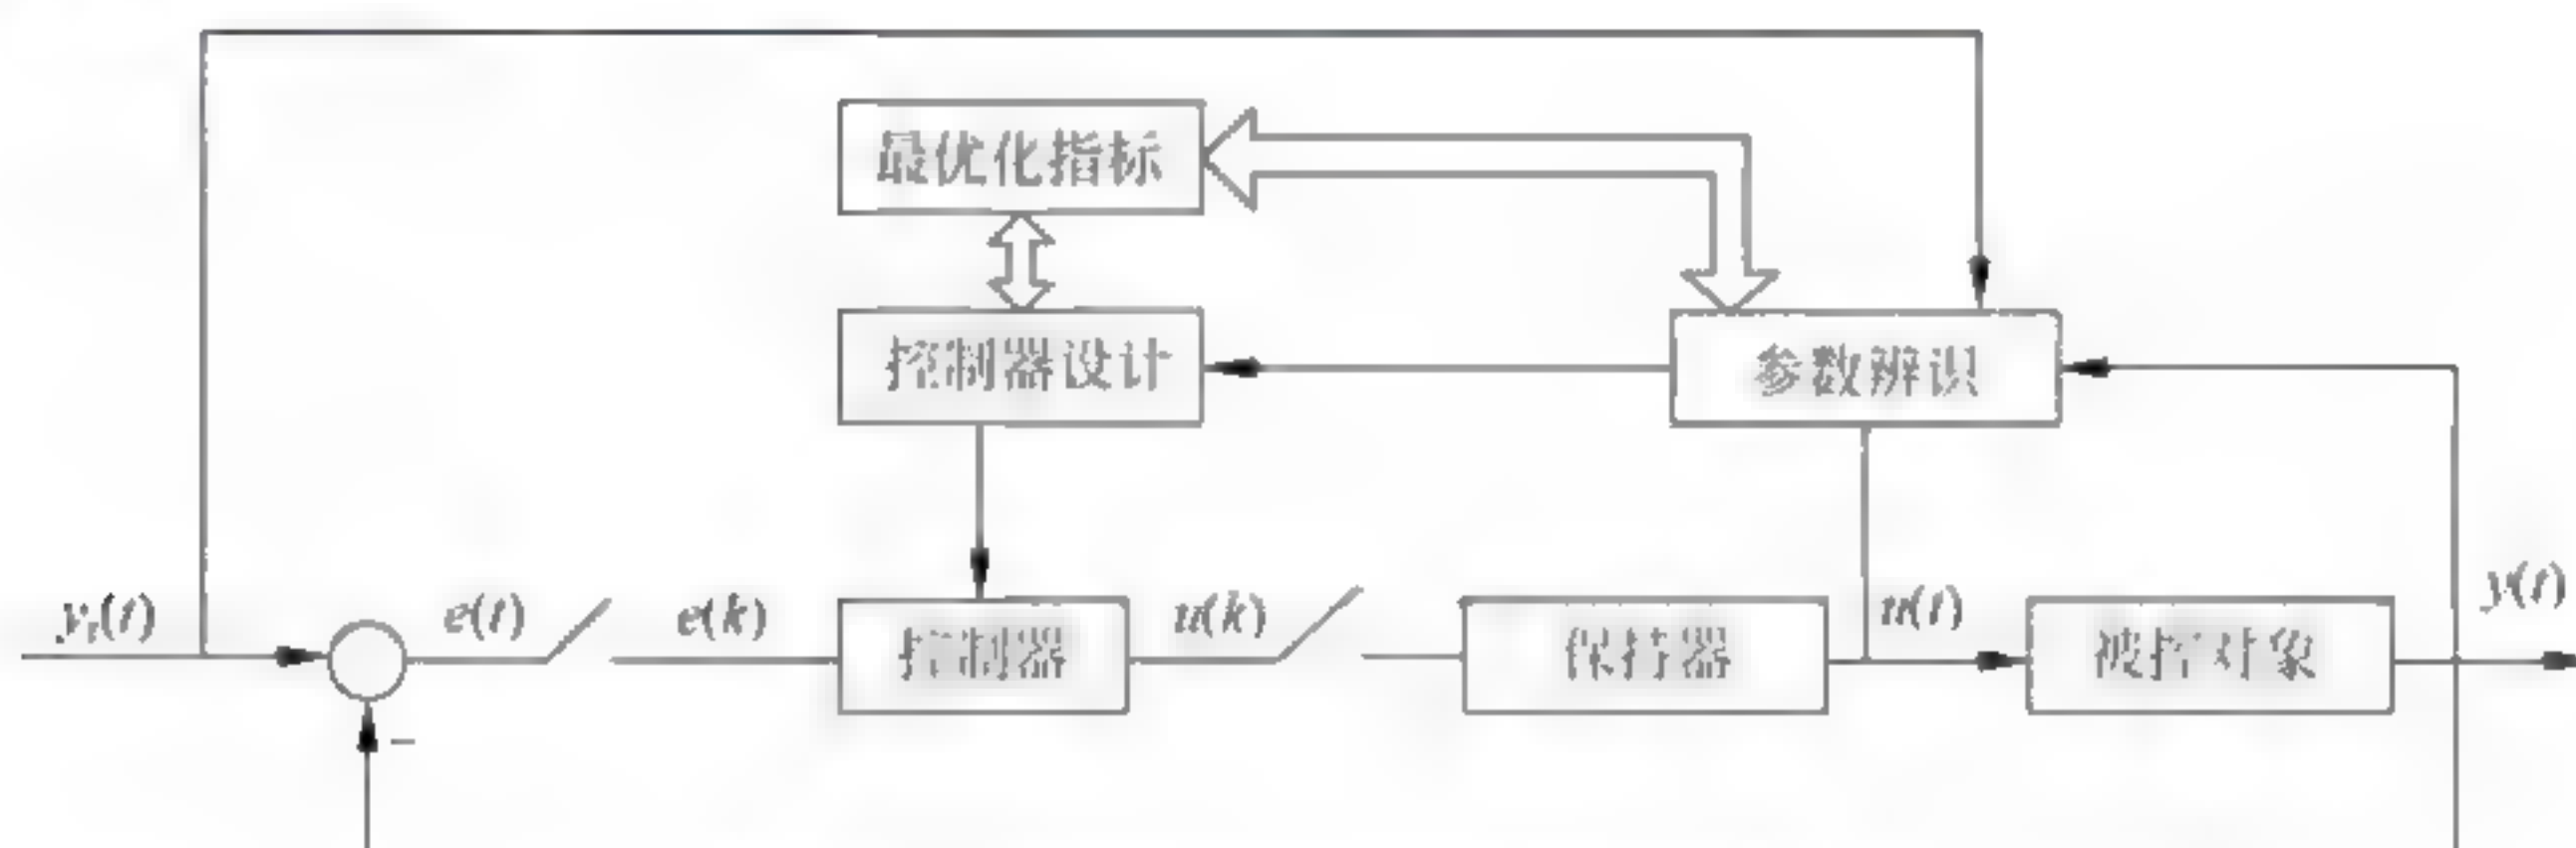 最优化指标
控制器设计
参数辨识
y_r(t)
e(t)
e(k)
控制器
u(k)
保持器
u(t)
被控对象
y(t)
−